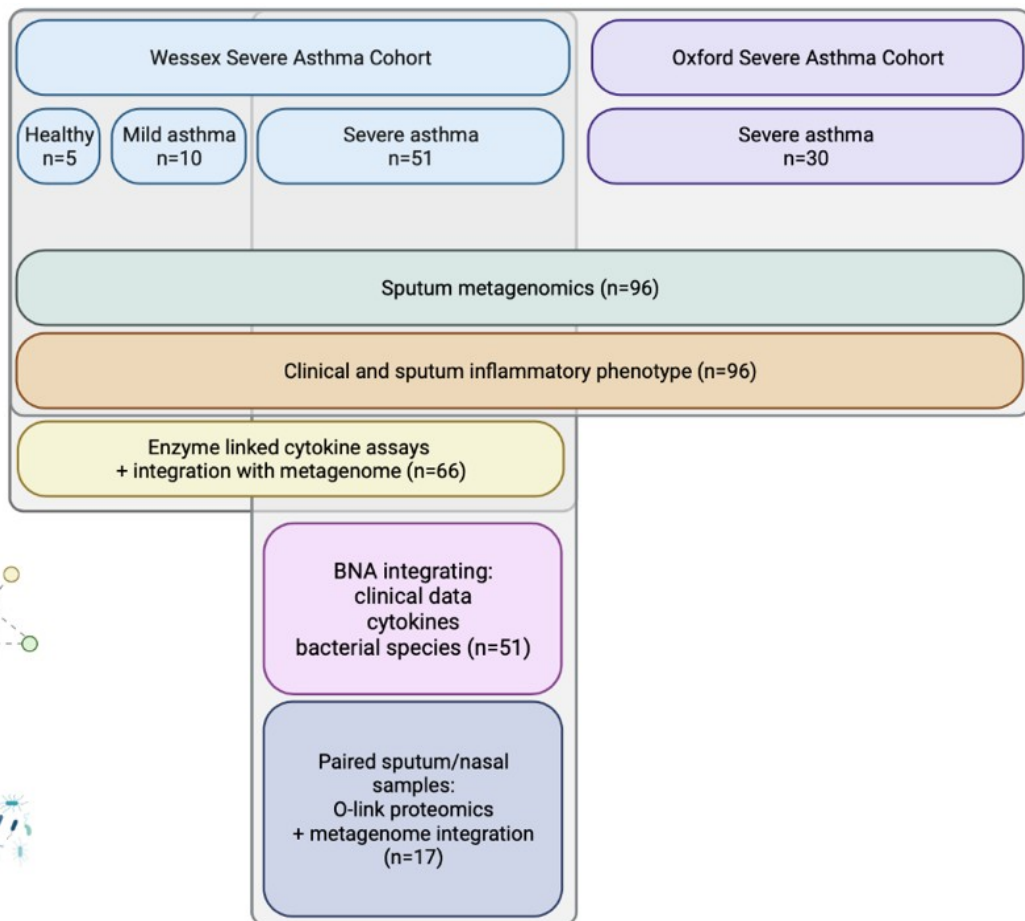 Wessex Severe Asthma Cohort
Oxford Severe Asthma Cohort
Healthy
n=5
Mild asthma
n=10
Severe asthma
n=51
Severe asthma
n=30
Sputum metagenomics (n=96)
Clinical and sputum inflammatory phenotype (n=96)
Enzyme linked cytokine assays
+ integration with metagenome (n=66)
BNA integrating:
clinical data
cytokines
bacterial species (n=51)
Paired sputum/nasal
samples:
O-link proteomics
+ metagenome integration
(n=17)